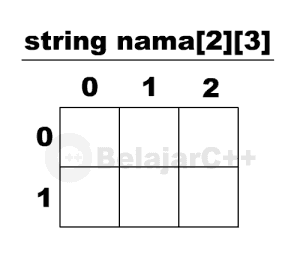 string nama[2][3]
0 1 2
0
BelajarC++
1